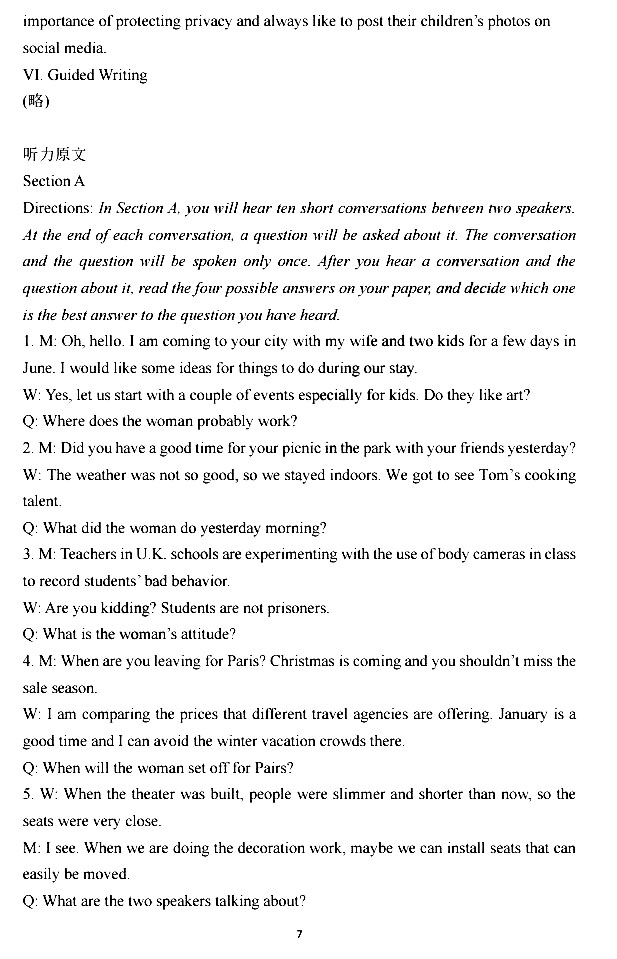 importance of protecting privacy and always like to post their children's photos on
social media.
VI. Guided Writing
(略)
听力原文
Section A
Directions: In Section A, you will hear ten short conversations between two speakers.
At the end of each conversation, a question will be asked about it. The conversation
and the question will be spoken only once. After you hear a conversation and the
question about it, read the four possible answers on your paper, and decide which one
is the best answer to the question you have heard.
1. M: Oh, hello. I am coming to your city with my wife and two kids for a few days in
June. I would like some ideas for things to do during our stay.
W: Yes, let us start with a couple of events especially for kids. Do they like art?
Q: Where does the woman probably work?
2. M: Did you have a good time for your picnic in the park with your friends yesterday?
W: The weather was not so good, so we stayed indoors. We got to see Tom's cooking
talent.
Q: What did the woman do yesterday morning?
3. M: Teachers in U.K. schools are experimenting with the use of body cameras in class
to record students' bad behavior.
W: Are you kidding? Students are not prisoners.
Q: What is the woman's attitude?
4. M: When are you leaving for Paris? Christmas is coming and you shouldn't miss the
sale season.
W: I am comparing the prices that different travel agencies are offering. January is a
good time and I can avoid the winter vacation crowds there.
Q: When will the woman set off for Pairs?
5. W: When the theater was built, people were slimmer and shorter than now, so the
seats were very close.
M: I see. When we are doing the decoration work, maybe we can install seats that can
easily be moved.
Q: What are the two speakers talking about?
7